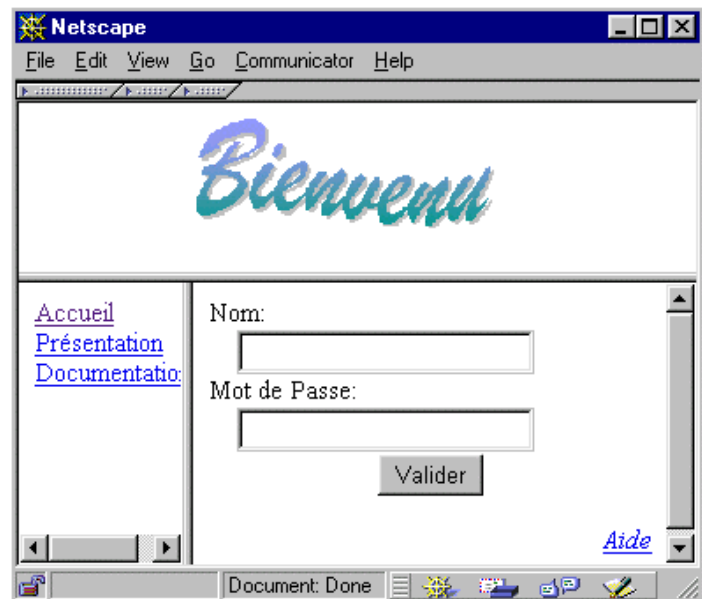 Netscape
File Edit View Go Communicator Help
Bienvenu
Accueil
Présentation
Documentatio
Nom:
Mot de Passe:
Valider
Aide
Document: Done